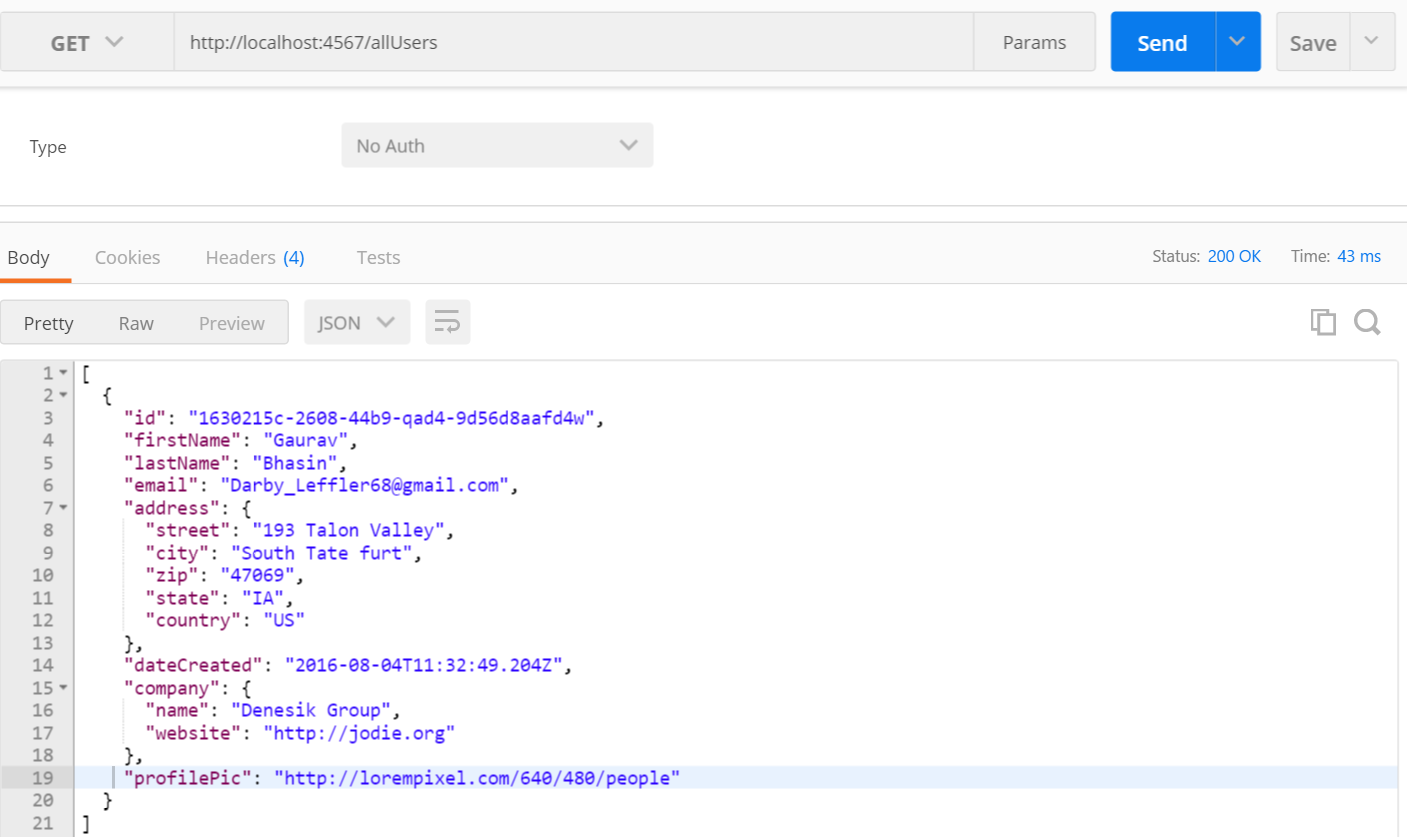 GET http://localhost:4567/allUsers Params Send Save
Type No Auth
Body Cookies Headers (4) Tests Status: 200 OK Time: 43 ms
Pretty Raw Preview JSON
1 [
2 {
3 "id": "1630215c-2608-44b9-qad4-9d56d8aafd4w",
4 "firstName": "Gaurav",
5 "lastName": "Bhasin",
6 "email": "Darby_Leffler68@gmail.com",
7 "address": {
8 "street": "193 Talon Valley",
9 "city": "South Tate furt",
10 "zip": "47069",
11 "state": "IA",
12 "country": "US"
13 },
14 "dateCreated": "2016-08-04T11:32:49.204Z",
15 "company": {
16 "name": "Denesik Group",
17 "website": "http://jodie.org"
18 },
19 "profilePic": "http://lorempixel.com/640/480/people"
20 }
21 ]